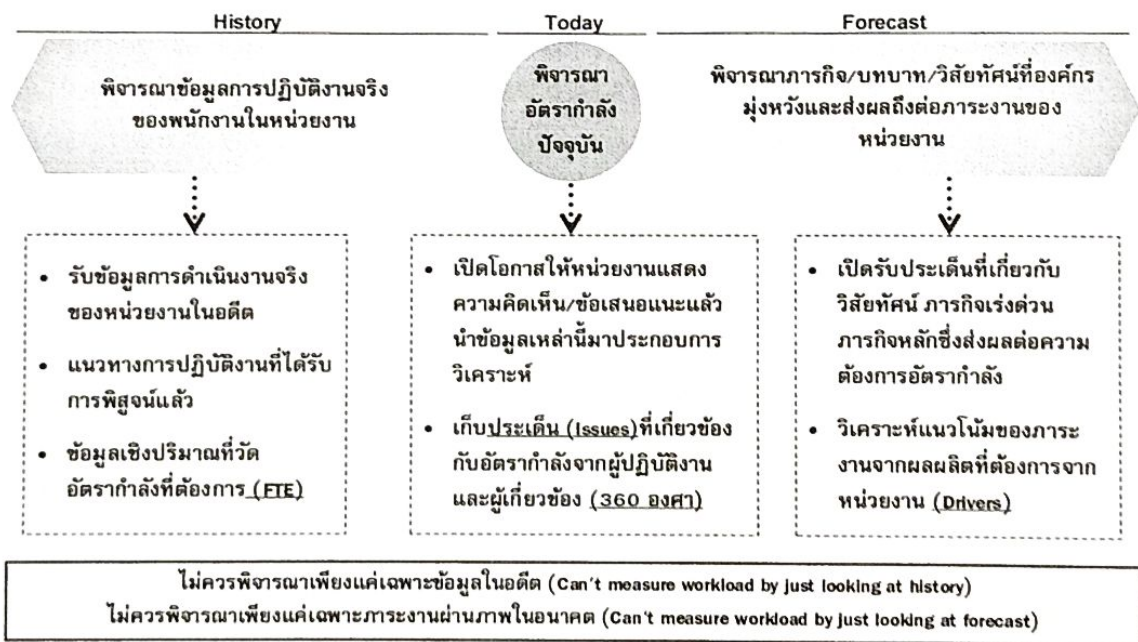 History
Today
Forecast
พิจารณาข้อมูลการปฏิบัติงานจริง
ของพนักงานในหน่วยงาน
พิจารณา
อัตรากำลัง
ปัจจุบัน
พิจารณาภารกิจ/บทบาท/วิสัยทัศน์ที่องค์กร
มุ่งหวังและส่งผลถึงต่อภาระงานของ
หน่วยงาน
• รับข้อมูลการดำเนินงานจริง
ของหน่วยงานในอดีต
• แนวทางการปฏิบัติงานที่ได้รับ
การพิสูจน์แล้ว
• ข้อมูลเชิงปริมาณที่วัด
อัตรากำลังที่ต้องการ (FTE)
• เปิดโอกาสให้หน่วยงานแสดง
ความคิดเห็น/ข้อเสนอแนะแล้ว
นำข้อมูลเหล่านี้มาประกอบการ
วิเคราะห์
• เก็บประเด็น (Issues)ที่เกี่ยวข้อง
กับอัตรากำลังจากผู้ปฏิบัติงาน
และผู้เกี่ยวข้อง (360 องศา)
• เปิดรับประเด็นที่เกี่ยวกับ
วิสัยทัศน์ ภารกิจเร่งด่วน
ภารกิจหลักซึ่งส่งผลต่อความ
ต้องการอัตรากำลัง
• วิเคราะห์แนวโน้มของภาระ
งานจากผลผลิตที่ต้องการจาก
หน่วยงาน (Drivers)
ไม่ควรพิจารณาเพียงแค่เฉพาะข้อมูลในอดีต (Can't measure workload by just looking at history)
ไม่ควรพิจารณาเพียงแค่เฉพาะภาระงานผ่านภาพในอนาคต (Can't measure workload by just looking at forecast)